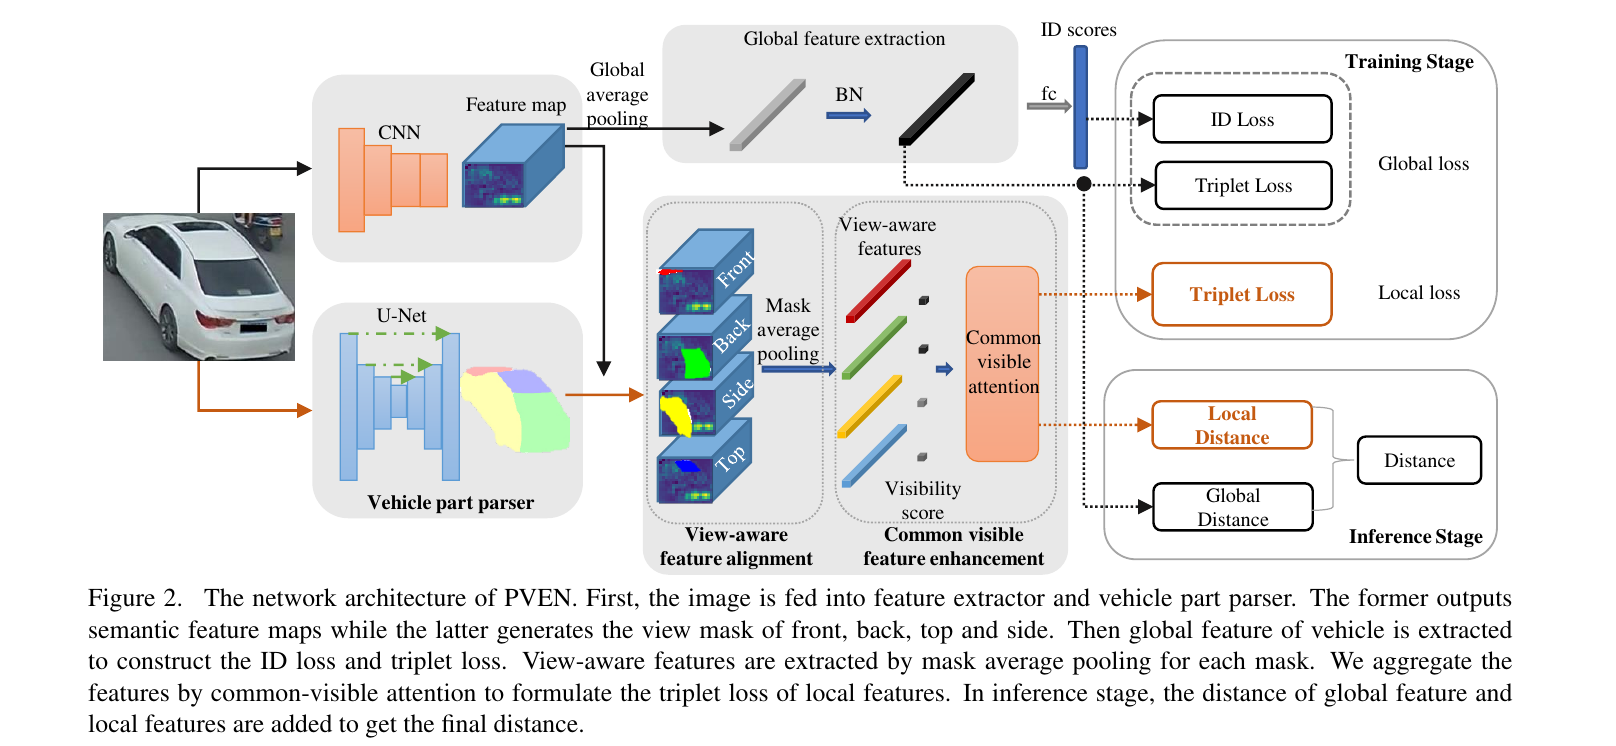 Global feature extraction
ID scores
Training Stage
Global
average
pooling
Feature map
CNN
BN
fc
ID Loss
Triplet Loss
Global loss
Triplet Loss
Local loss
U-Net
Vehicle part parser
Front
Back
Side
Top
Mask
average
pooling
View-aware
features
Visibility
score
Common
visible
attention
View-aware
feature alignment
Common visible
feature enhancement
Local
Distance
Global
Distance
Distance
Inference Stage
Figure 2. The network architecture of PVEN. First, the image is fed into feature extractor and vehicle part parser. The former outputs
semantic feature maps while the latter generates the view mask of front, back, top and side. Then global feature of vehicle is extracted
to construct the ID loss and triplet loss. View-aware features are extracted by mask average pooling for each mask. We aggregate the
features by common-visible attention to formulate the triplet loss of local features. In inference stage, the distance of global feature and
local features are added to get the final distance.